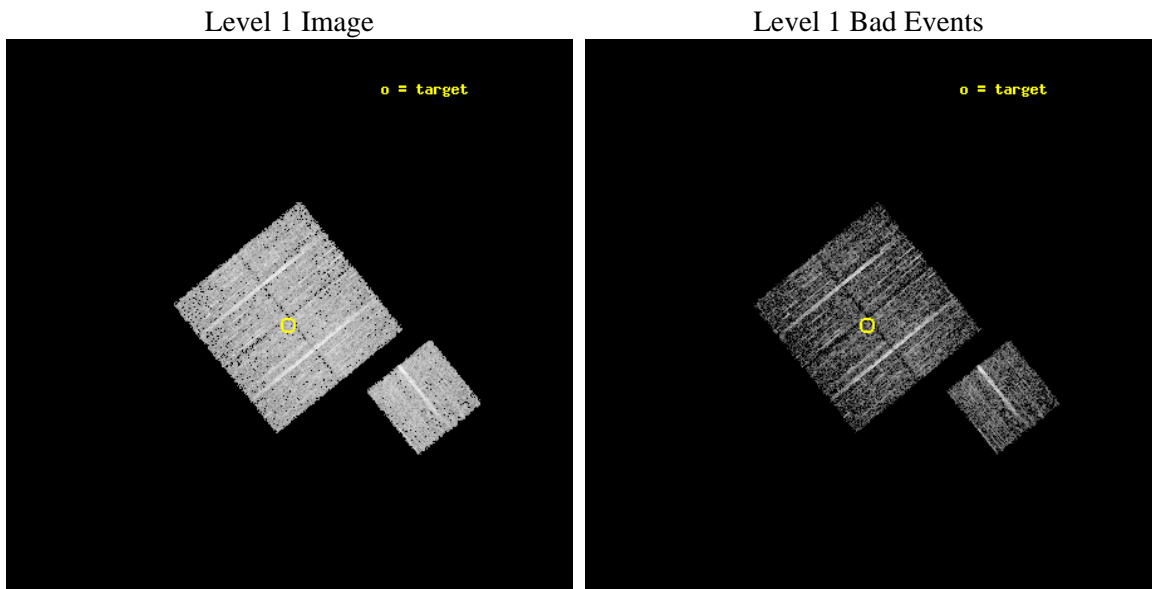 Level 1 Image
Level 1 Bad Events
o = target
o = target